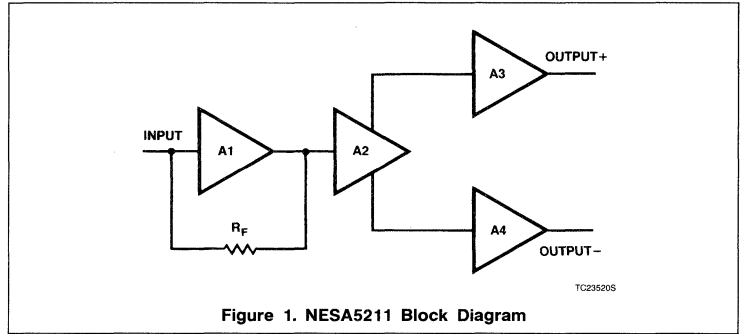 INPUT
A1
RF
A2
A3
OUTPUT+
A4
OUTPUT−
TC23520S
Figure 1. NESA5211 Block Diagram